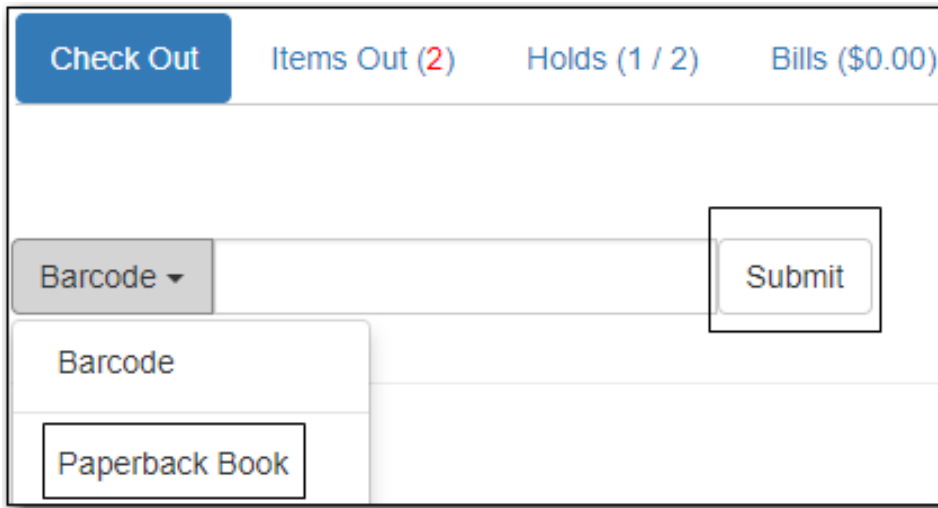 Check Out Items Out (2) Holds (1 / 2) Bills ($0.00)
Barcode Submit
Barcode
Paperback Book